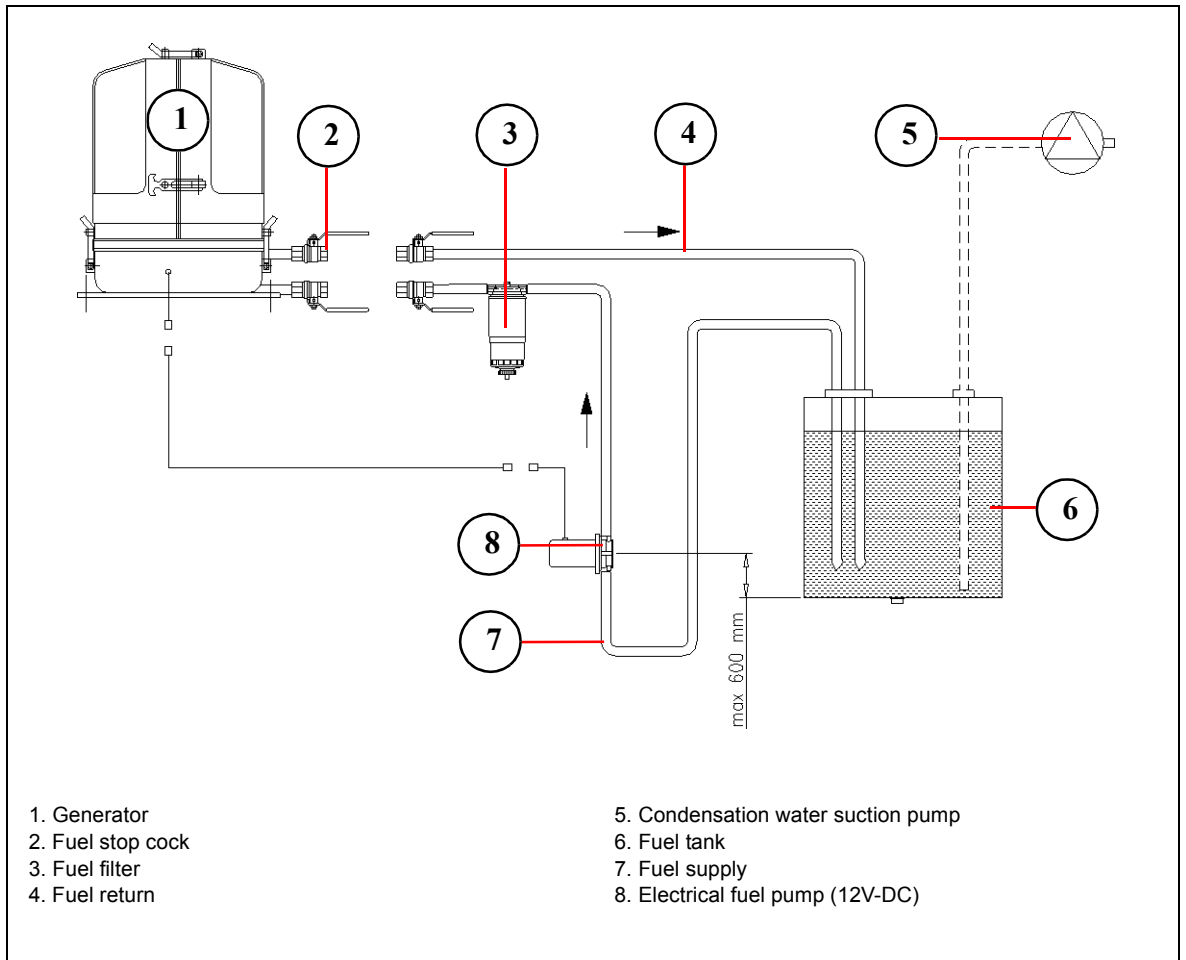 1
2
3
4
5
6
8
7
max 600 mm
1. Generator
2. Fuel stop cock
3. Fuel filter
4. Fuel return
5. Condensation water suction pump
6. Fuel tank
7. Fuel supply
8. Electrical fuel pump (12V-DC)